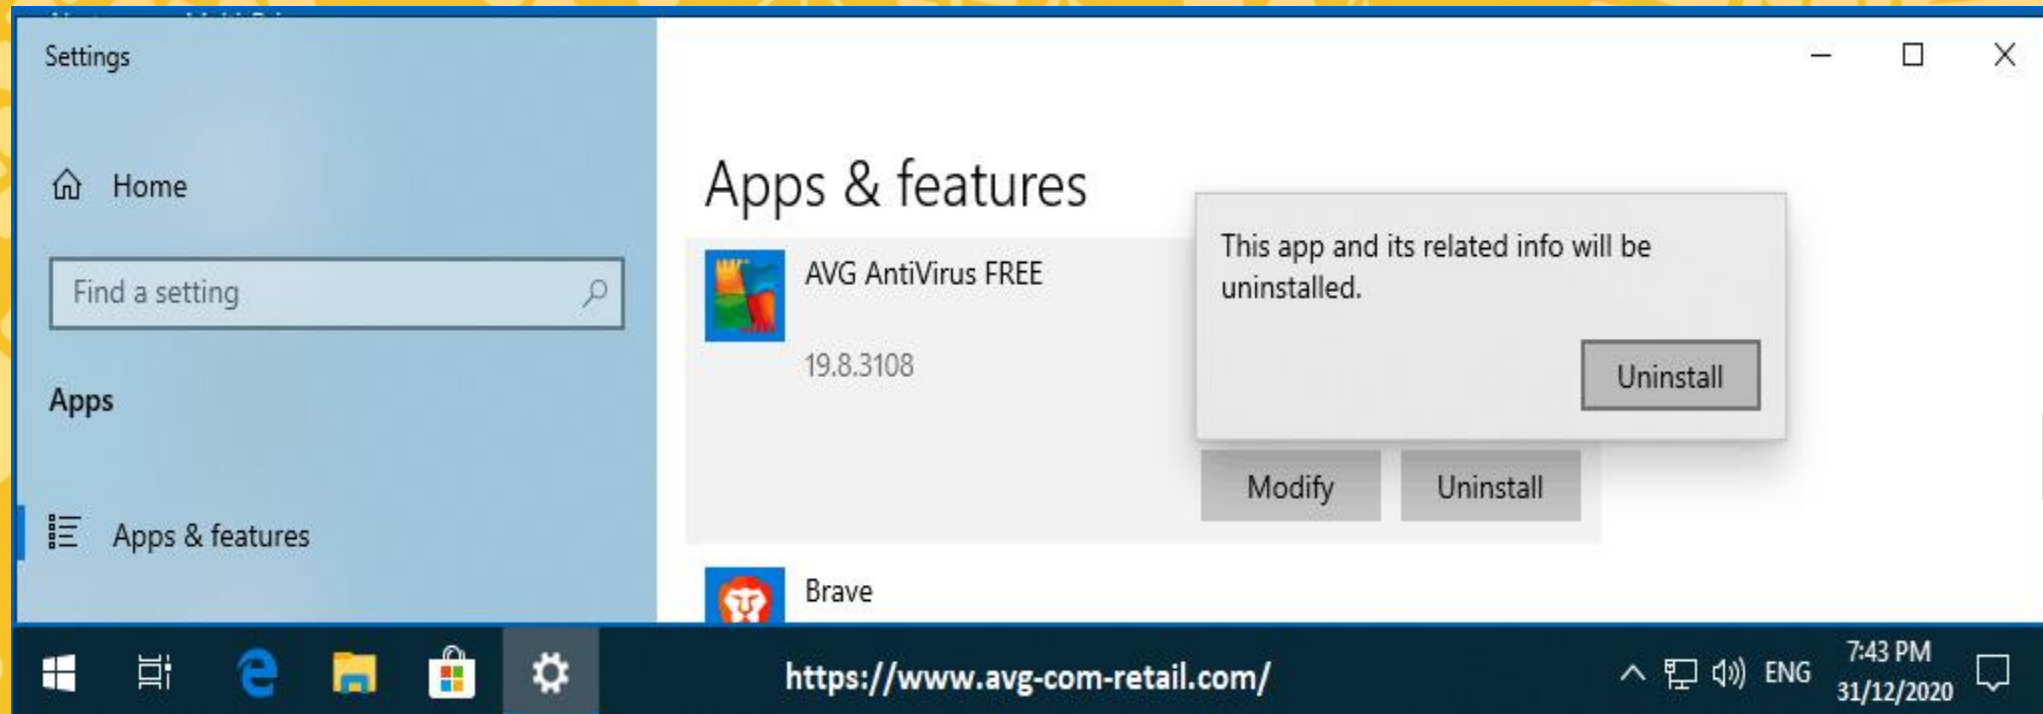 Settings
Home
Find a setting
Apps
Apps & features
Apps & features
AVG AntiVirus FREE
19.8.3108
This app and its related info will be
uninstalled.
Uninstall
Modify
Uninstall
Brave
https://www.avg-com-retail.com/
ENG
7:43 PM
31/12/2020